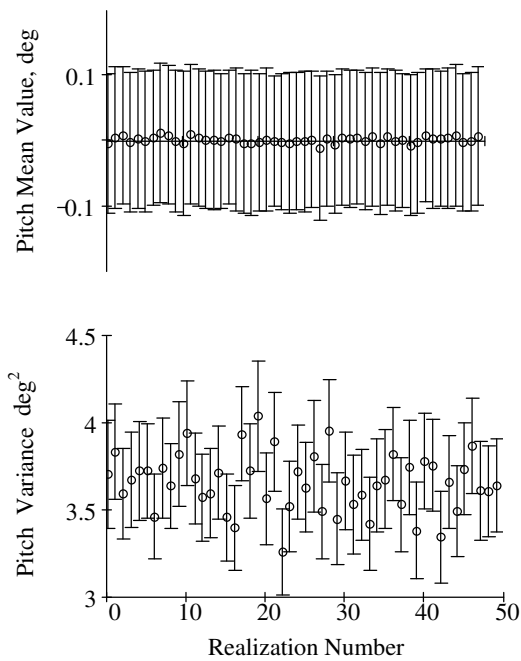 Pitch Mean Value, deg
0.1
−0.1
Pitch Variance deg2
4.5
4
3.5
3
0 10 20 30 40 50
Realization Number